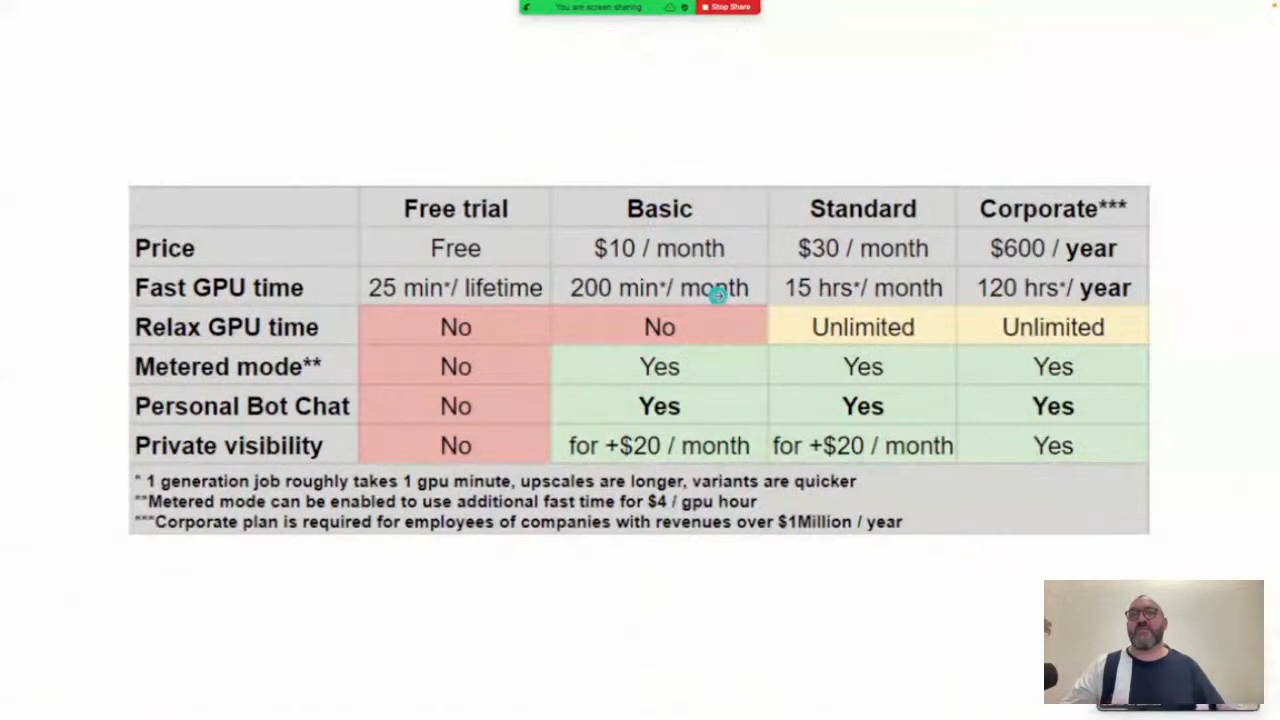 You are screen sharing Stop Share
Free trial Basic Standard Corporate***
Price Free $10 / month $30 / month $600 / year
Fast GPU time 25 min*/ lifetime 200 min*/ month 15 hrs*/ month 120 hrs*/ year
Relax GPU time No No Unlimited Unlimited
Metered mode** No Yes Yes Yes
Personal Bot Chat No Yes Yes Yes
Private visibility No for +$20 / month for +$20 / month Yes
* 1 generation job roughly takes 1 gpu minute, upscales are longer, variants are quicker
**Metered mode can be enabled to use additional fast time for $4 / gpu hour
***Corporate plan is required for employees of companies with revenues over $1Million / year